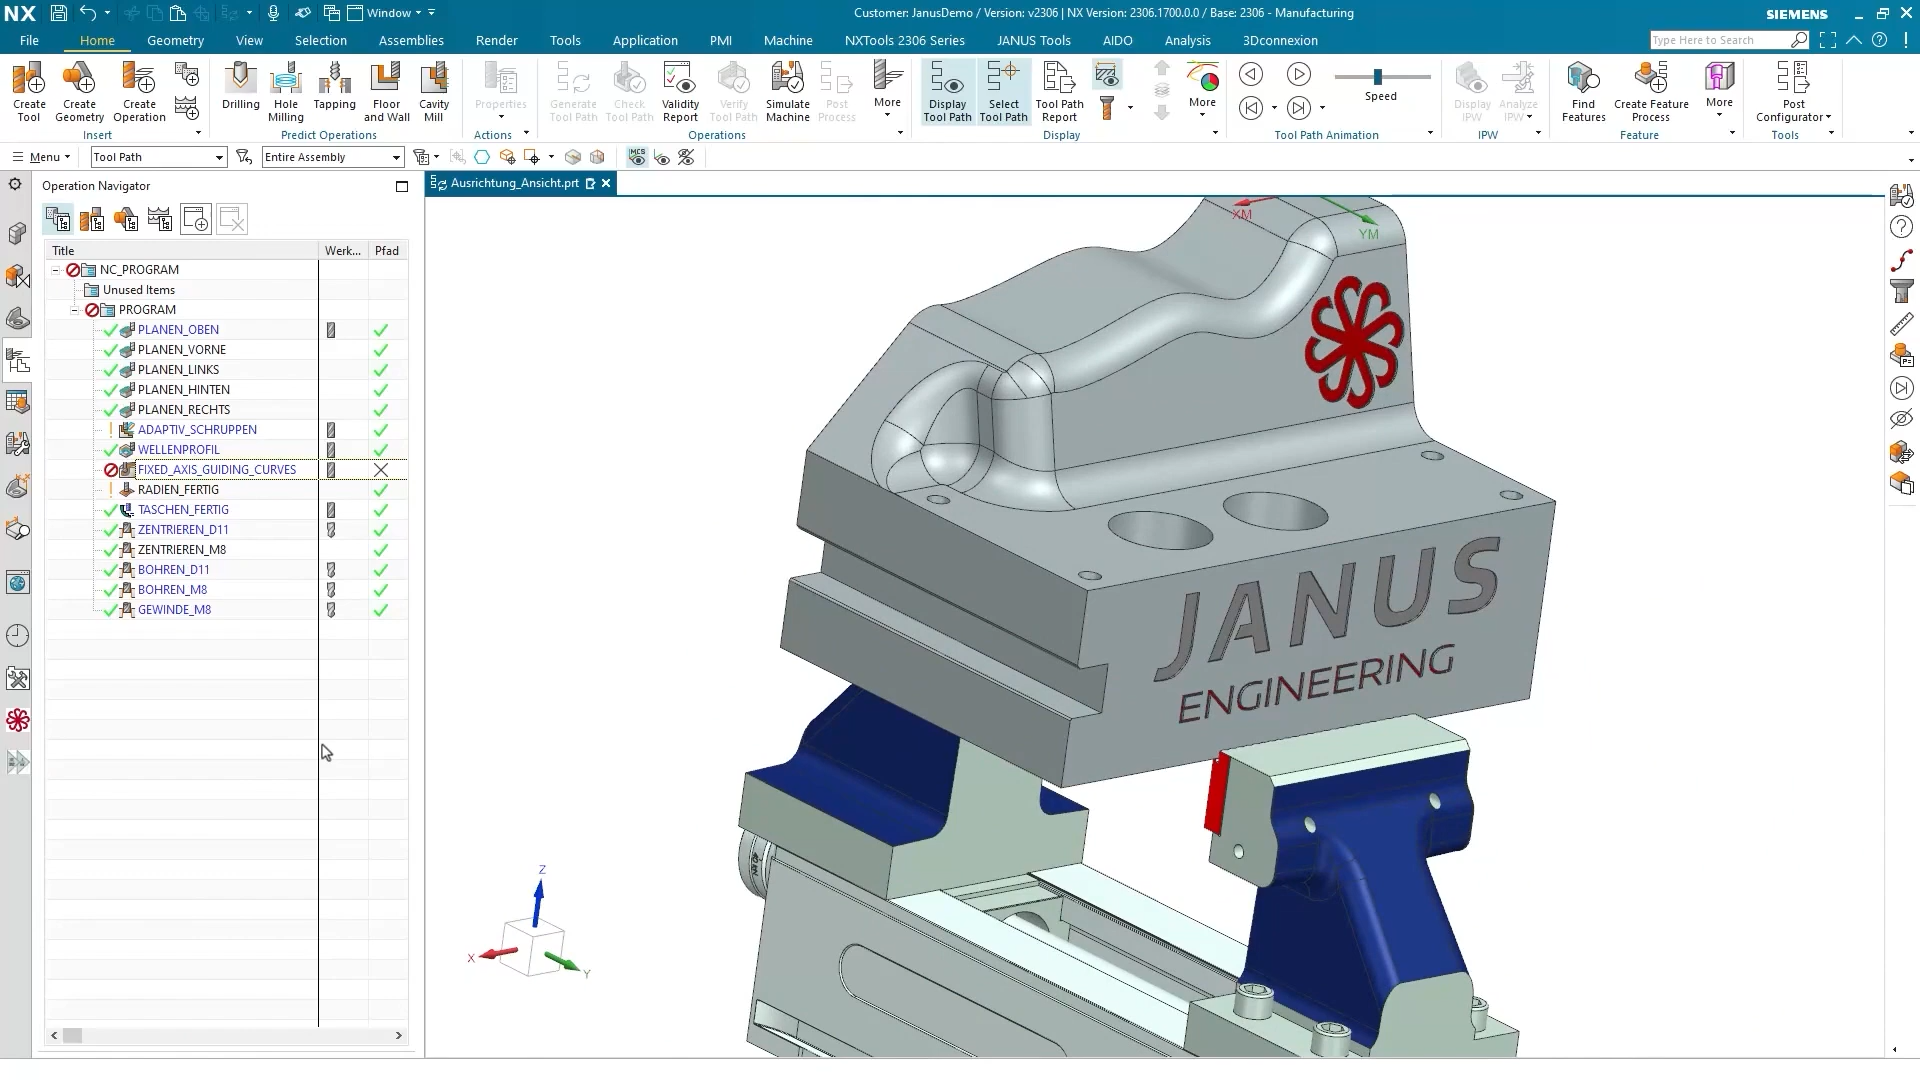 NX
Window
Customer: JanusDemo / Version: v2306 | NX Version: 2306.1700.0.0 / Base: 2306 - Manufacturing
SIEMENS
File Home Geometry View Selection Assemblies Render Tools Application PMI Machine NXTools 2306 Series JANUS Tools AIDO Analysis 3Dconnexion
Type Here to Search
Create Tool
Create Geometry
Create Operation
Drilling
Hole Milling
Tapping
Floor and Wall
Cavity Mill
Properties
Generate Tool Path
Check Tool Path
Validity Report
Verify Tool Path
Simulate Machine
Post Process
More
Display Tool Path
Select Tool Path
Tool Path Report
More
Speed
Display IPW
Analyze IPW
Find Features
Create Feature Process
More
Post Configurator
Insert
Predict Operations
Actions
Operations
Display
Tool Path Animation
IPW
Feature
Tools
Menu
Tool Path
Entire Assembly
MCS
Operation Navigator
Ausrichtung_Ansicht.prt
Title Werk... Pfad
NC_PROGRAM
Unused Items
PROGRAM
PLANEN_OBEN
PLANEN_VORNE
PLANEN_LINKS
PLANEN_HINTEN
PLANEN_RECHTS
ADAPTIV_SCHRUPPEN
WELLENPROFIL
FIXED_AXIS_GUIDING_CURVES
RADIEN_FERTIG
TASCHEN_FERTIG
ZENTRIEREN_D11
ZENTRIEREN_M8
BOHREN_D11
BOHREN_M8
GEWINDE_M8
XM
YM
JANUS
ENGINEERING
Z
X
Y